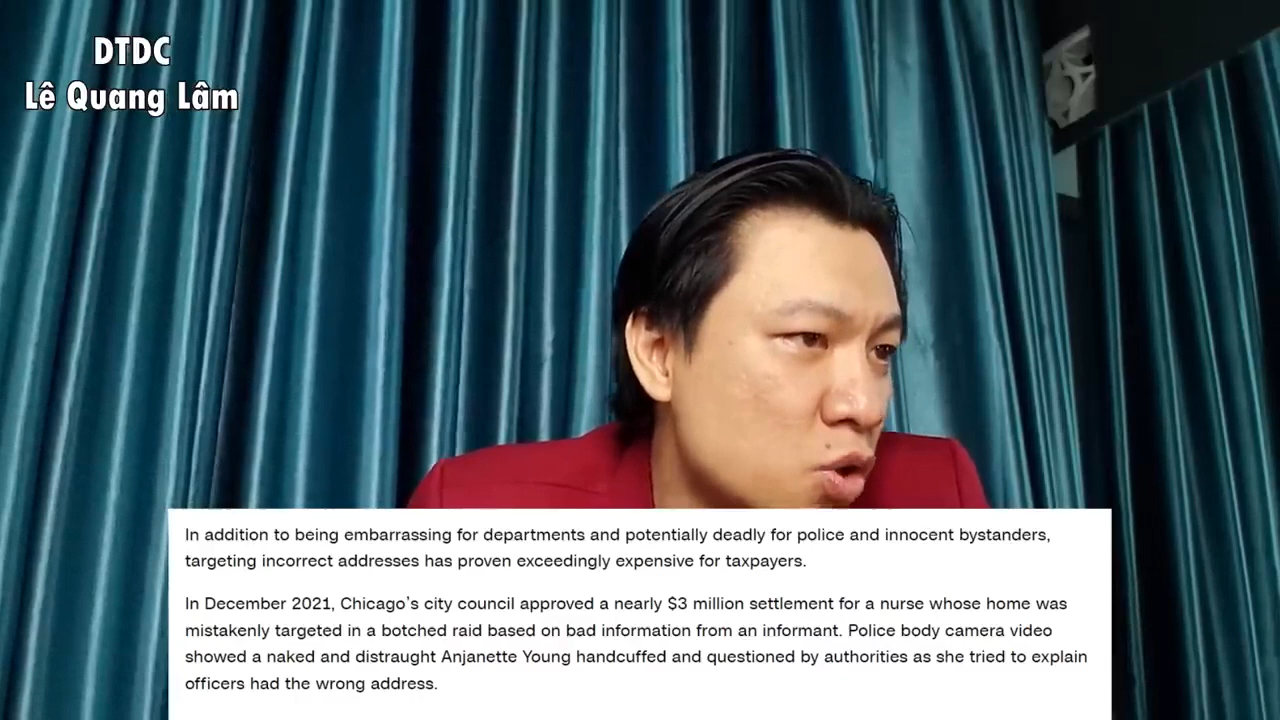 DTDC
Lê Quang Lâm
In addition to being embarrassing for departments and potentially deadly for police and innocent bystanders,
targeting incorrect addresses has proven exceedingly expensive for taxpayers.
In December 2021, Chicago's city council approved a nearly $3 million settlement for a nurse whose home was
mistakenly targeted in a botched raid based on bad information from an informant. Police body camera video
showed a naked and distraught Anjanette Young handcuffed and questioned by authorities as she tried to explain
officers had the wrong address.